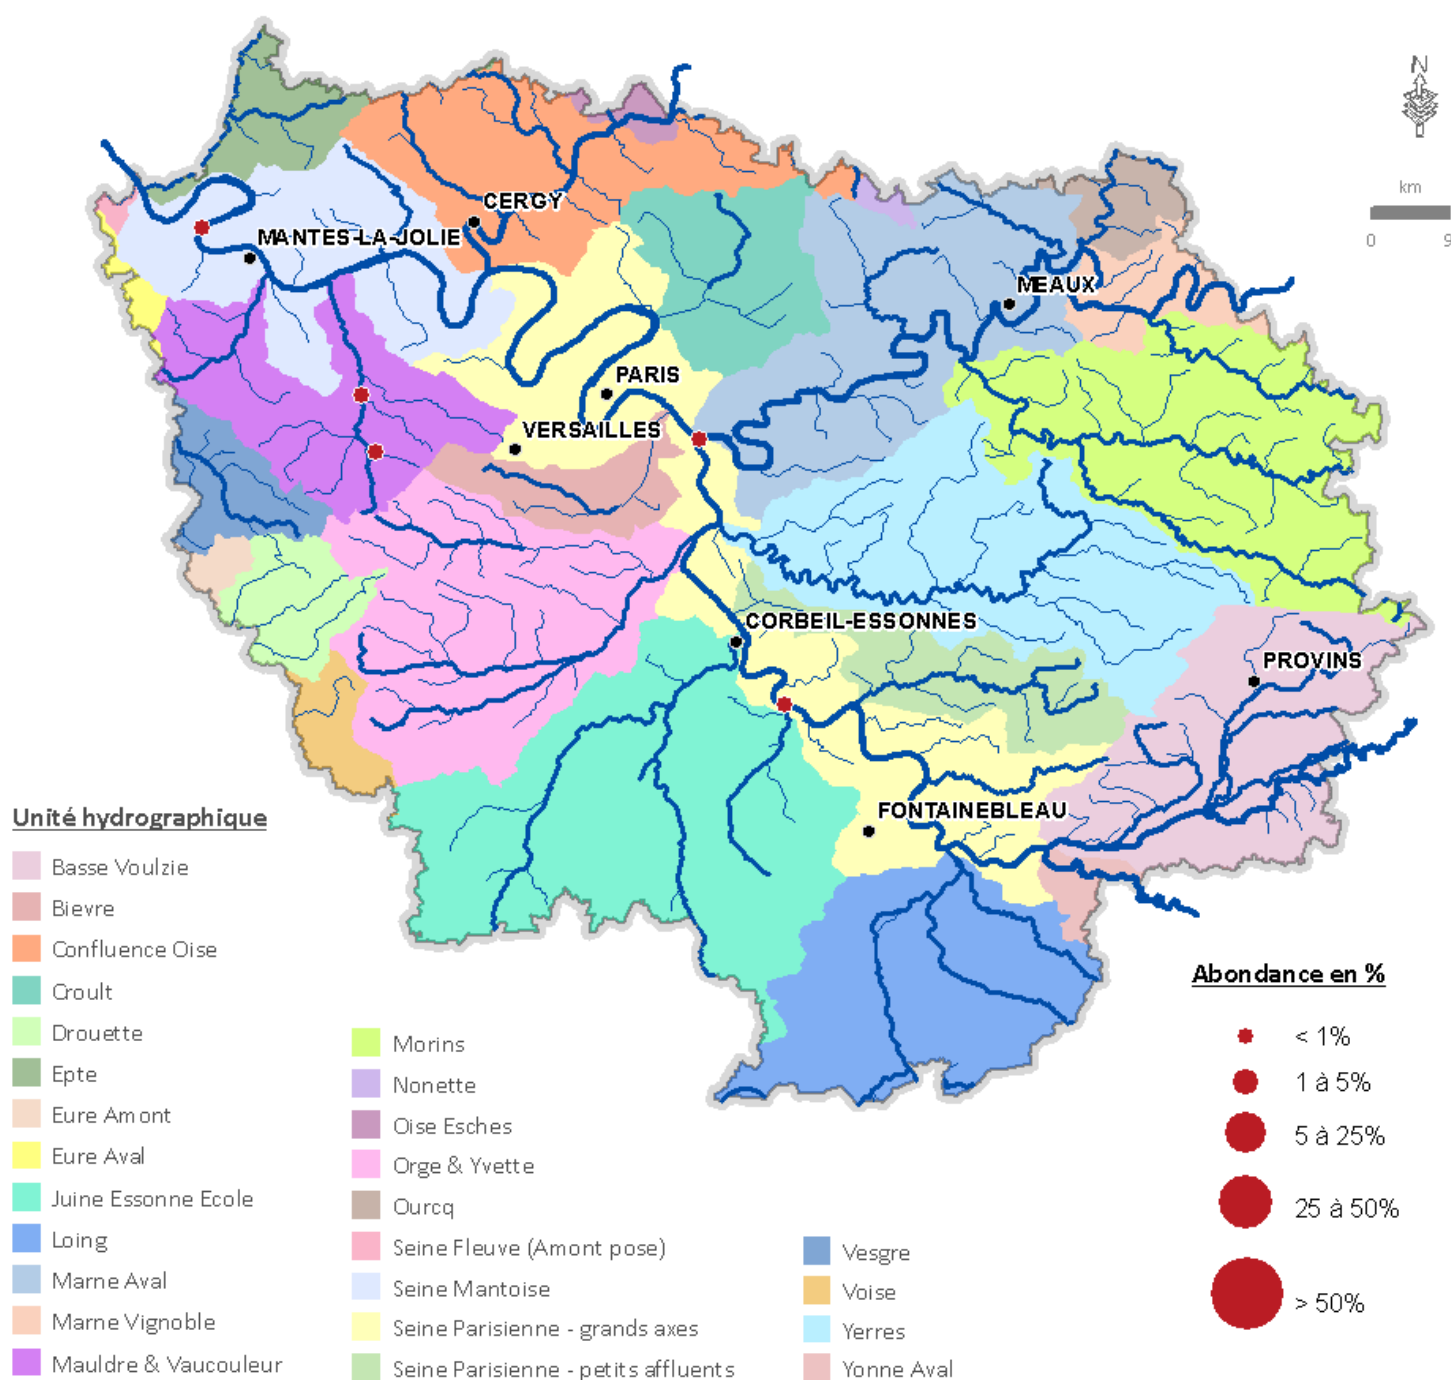 N
km
0 9
CERGY
MANTES-LA-JOLIE
MEAUX
PARIS
VERSAILLES
CORBEIL-ESSONNES
PROVINS
FONTAINEBLEAU
Unité hydrographique
Basse Voulzie
Bievre
Confluence Oise
Croult
Drouette
Epte
Eure Amont
Eure Aval
Juine Essonne Ecole
Loing
Marne Aval
Marne Vignoble
Mauldre & Vaucouleur
Morins
Nonette
Oise Esches
Orge & Yvette
Ourcq
Seine Fleuve (Amont pose)
Seine Mantoise
Seine Parisienne - grands axes
Seine Parisienne - petits affluents
Vesgre
Voise
Yerres
Yonne Aval
Abondance en %
< 1%
1 à 5%
5 à 25%
25 à 50%
> 50%